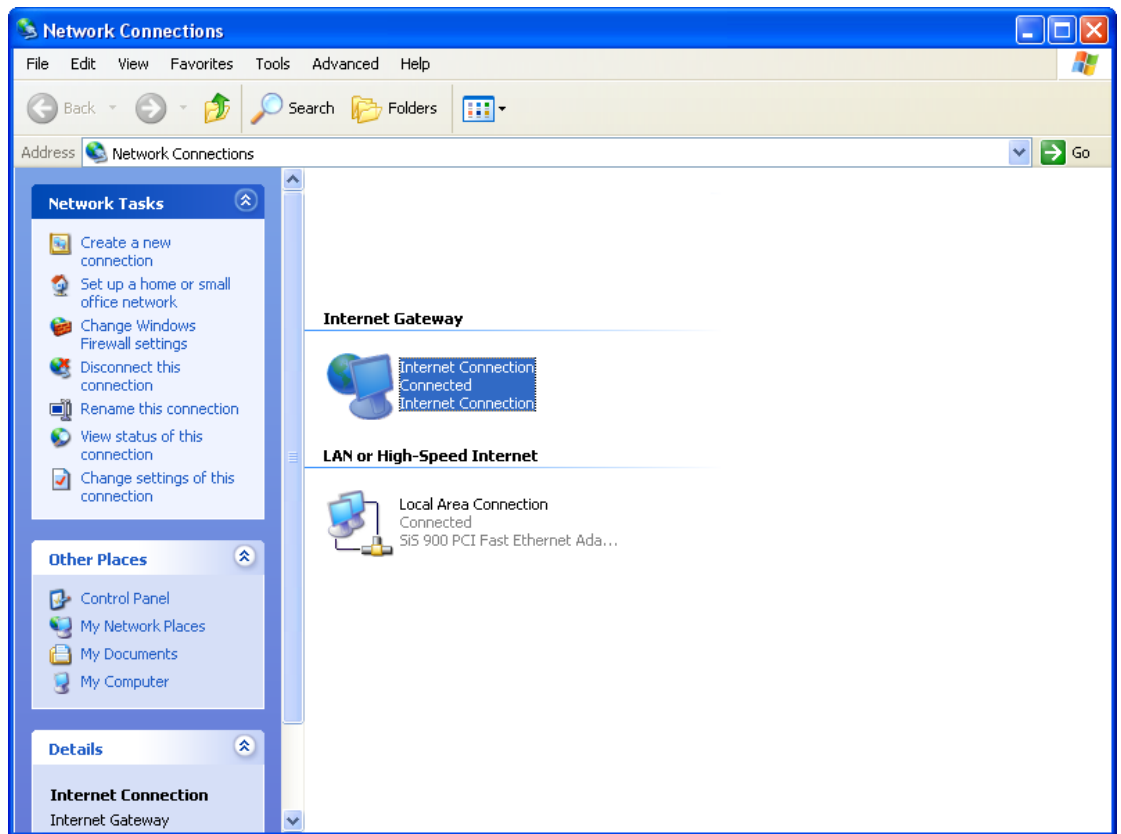 Network Connections
File Edit View Favorites Tools Advanced Help
Back Search Folders
Address Network Connections Go
Network Tasks
Create a new
connection
Set up a home or small
office network
Change Windows
Firewall settings
Disconnect this
connection
Rename this connection
View status of this
connection
Change settings of this
connection
Other Places
Control Panel
My Network Places
My Documents
My Computer
Details
Internet Connection
Internet Gateway
Internet Gateway
Internet Connection
Connected
Internet Connection
LAN or High-Speed Internet
Local Area Connection
Connected
SiS 900 PCI Fast Ethernet Ada...